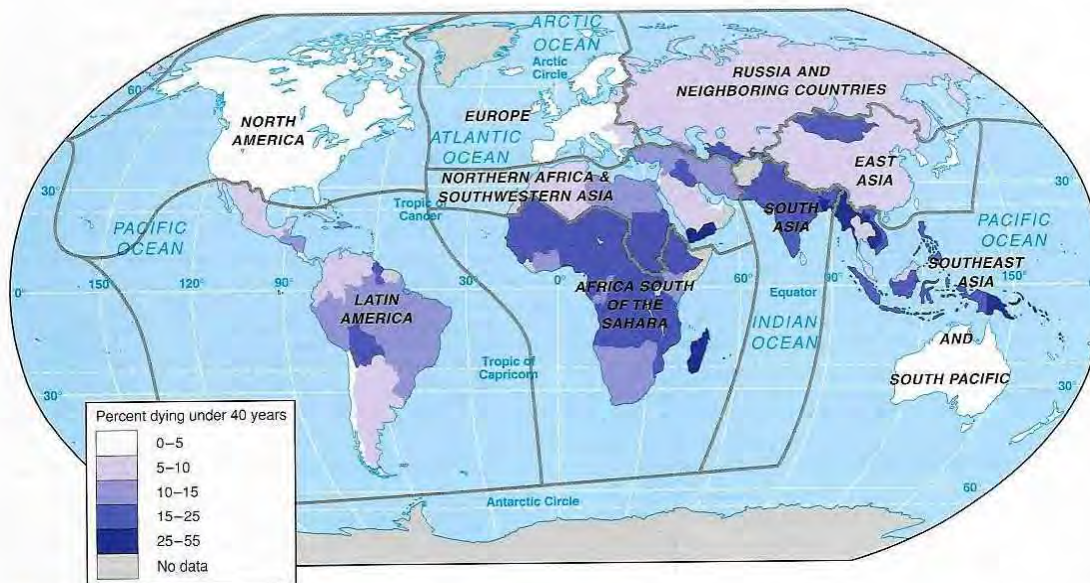 ARCTIC
OCEAN
Arctic
Circle
60
60
RUSSIA AND
NEIGHBORING COUNTRIES
NORTH
AMERICA
EUROPE
ATLANTIC
OCEAN
EAST
ASIA
30°
30
NORTHERN AFRICA &
SOUTHWESTERN ASIA
Tropic of
Cancer
SOUTH
ASIA
PACIFIC
OCEAN
PACIFIC
OCEAN
SOUTHEAST
ASIA
150
120
90°
30°
0°
60°
90
150°
0°
Equator
LATIN
AMERICA
AFRICA SOUTH
OF THE
SAHARA
INDIAN
OCEAN
AND
SOUTH PACIFIC
Tropic of
Capricorn
30°
30°
60
Antarctic Circle
Percent dying under 40 years
0–5
5–10
10–15
15–25
25–55
No data